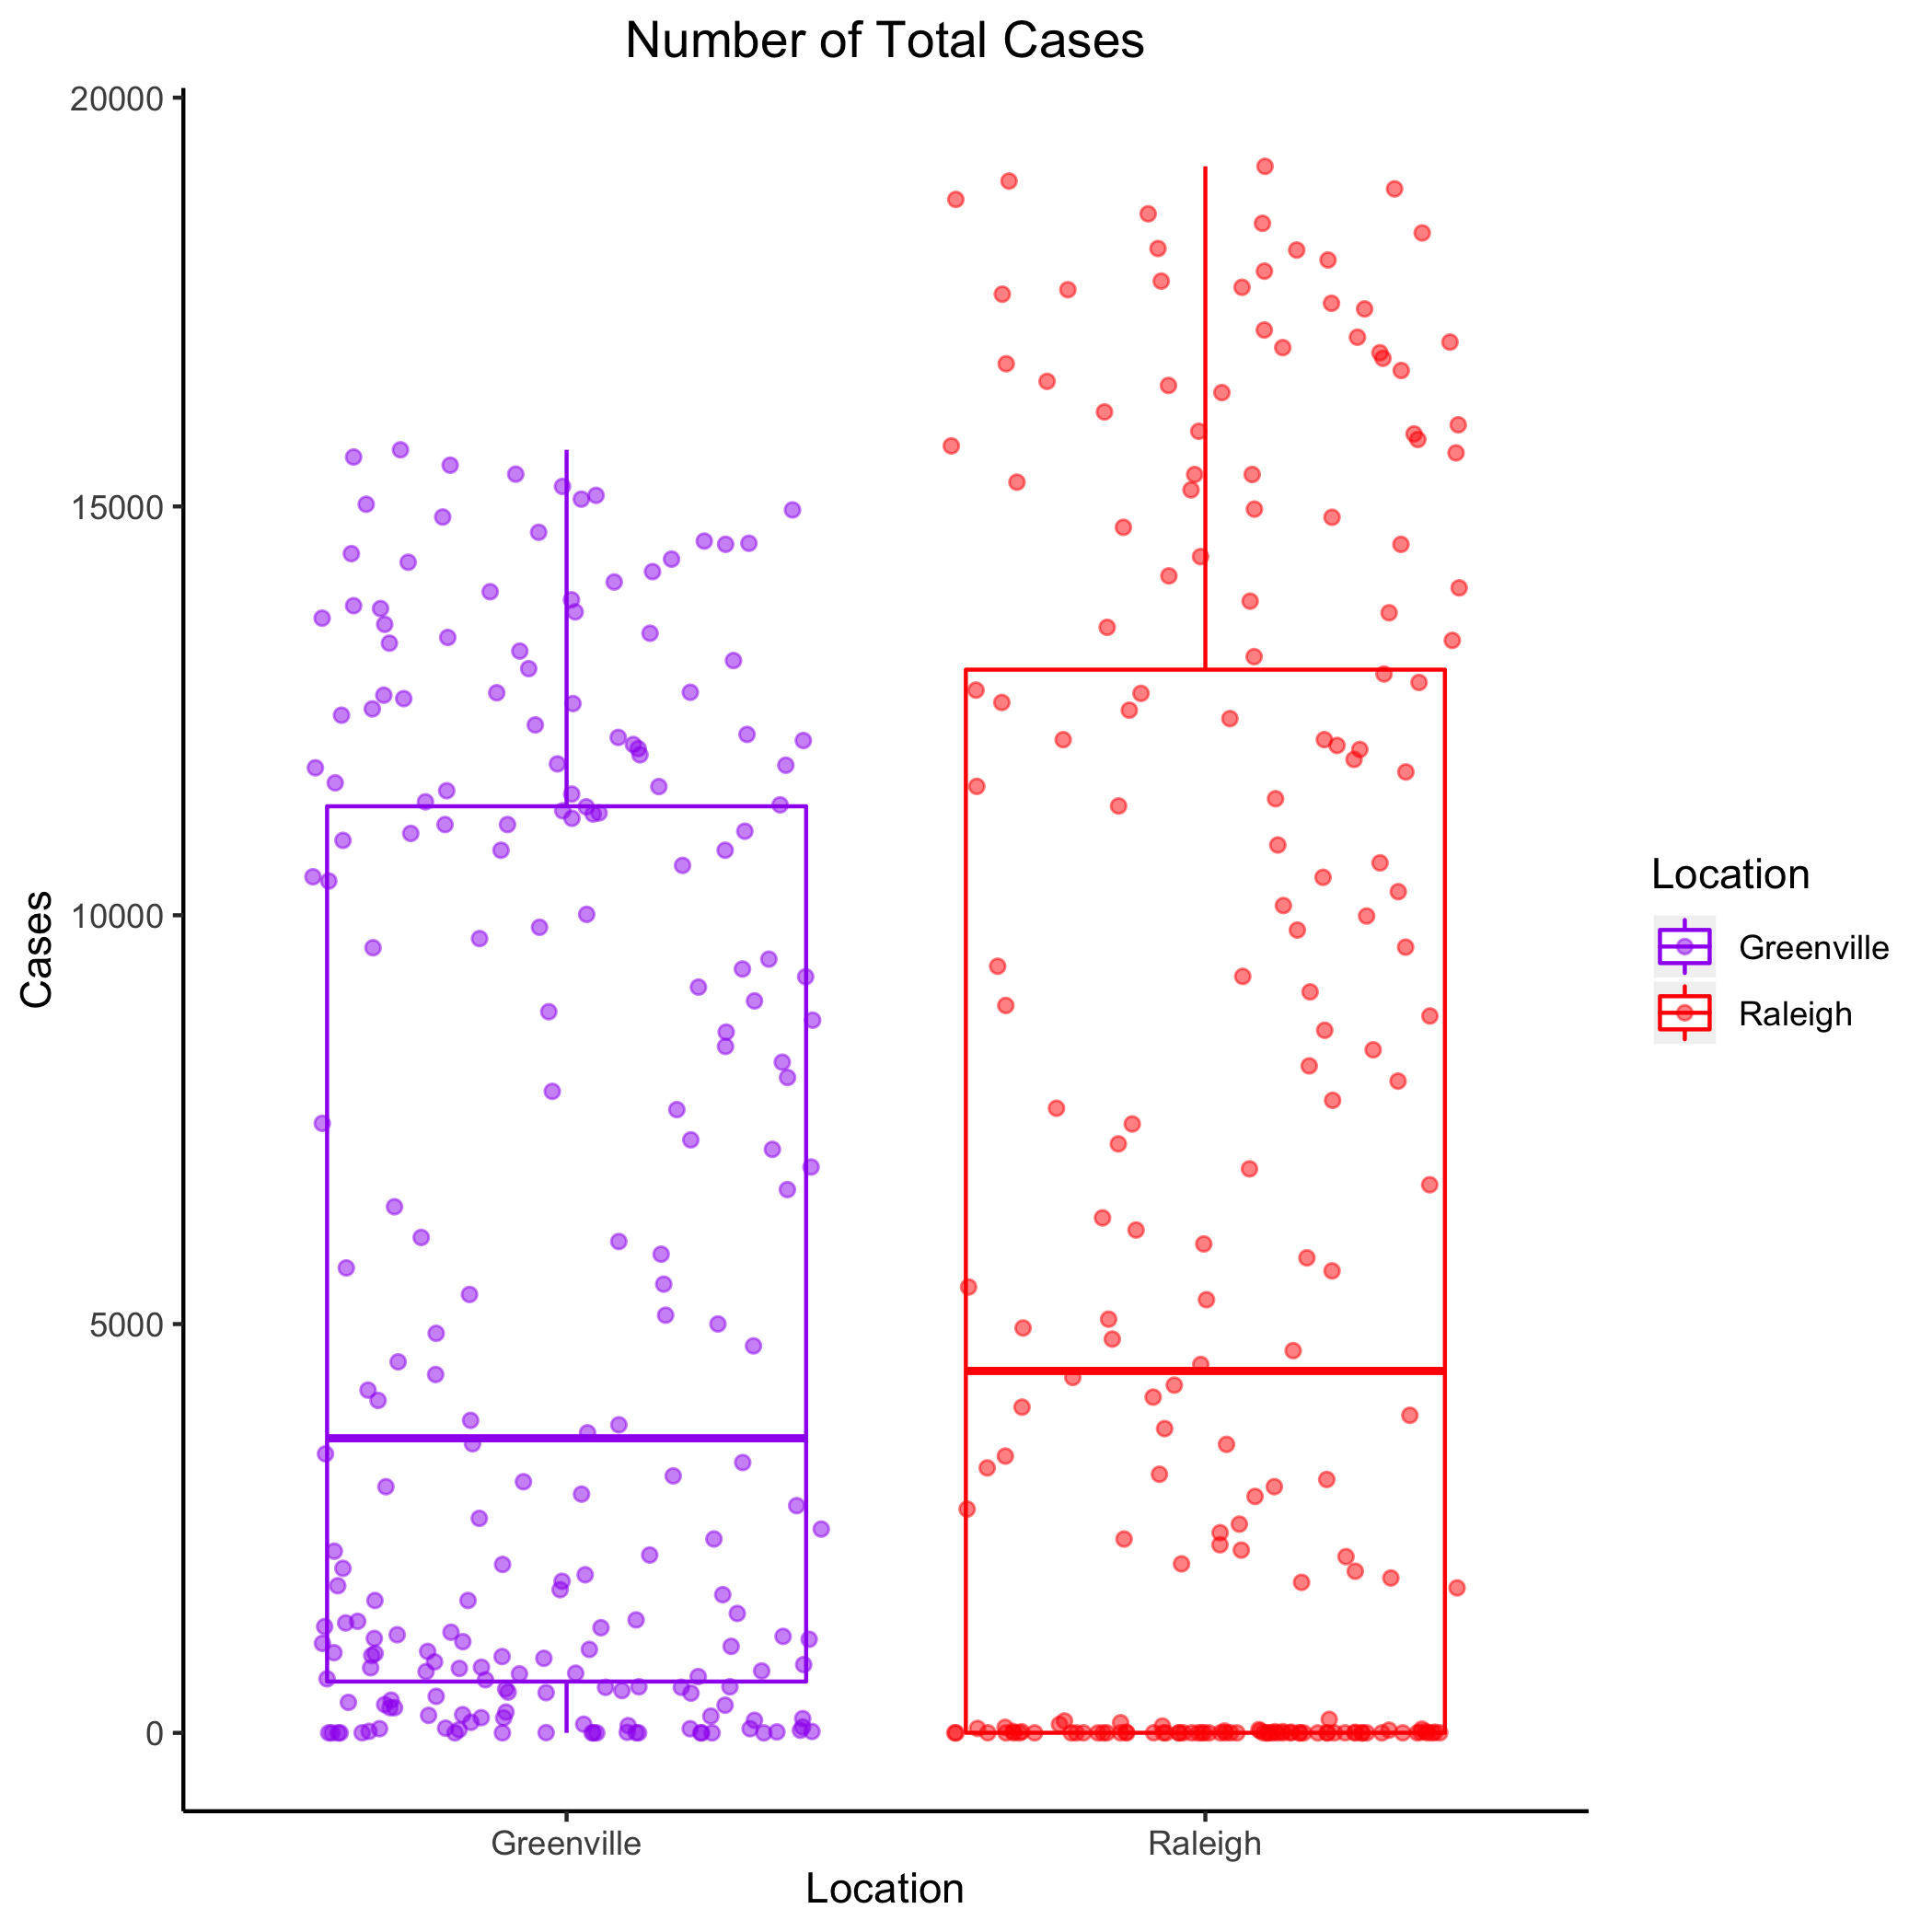 Number of Total Cases
20000
15000
10000
5000
0
Cases
Greenville
Raleigh
Location
Location
Greenville
Raleigh